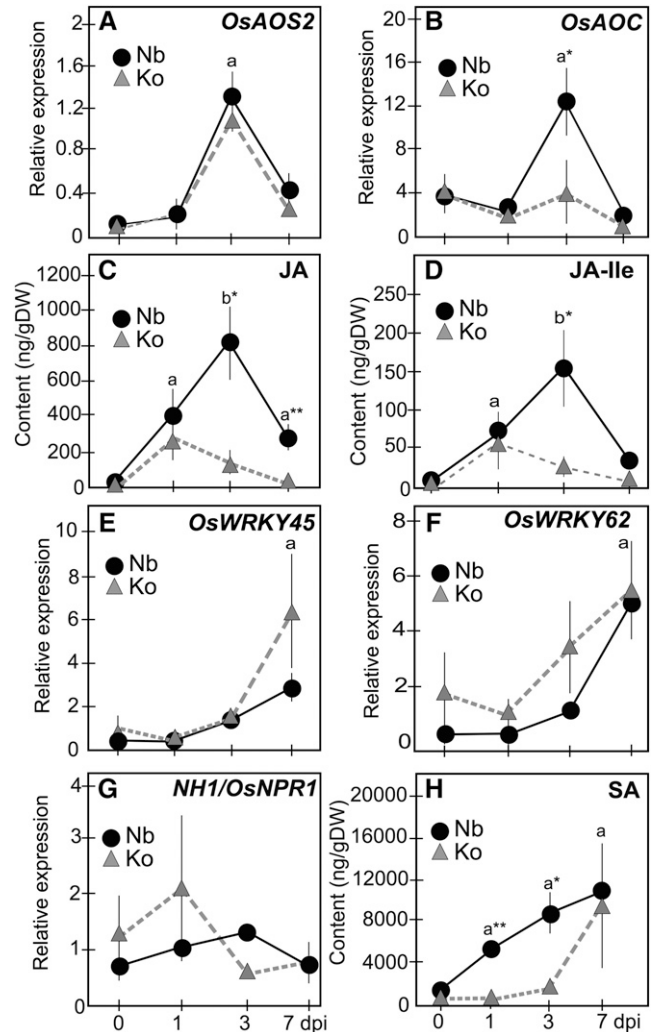 A OsAOS2
Relative expression
2
1.6
1.2
0.8
0.4
0
Nb
Ko
a
B OsAOC
Relative expression
20
16
12
8
4
0
Nb
Ko
a*
C JA
Content (ng/gDW)
1200
1000
800
600
400
200
0
Nb
Ko
a
b*
a**
D JA-Ile
Content (ng/gDW)
250
200
150
100
50
0
Nb
Ko
a
b*
E OsWRKY45
Relative expression
10
8
6
4
2
0
Nb
Ko
a
F OsWRKY62
Relative expression
8
6
4
2
0
Nb
Ko
a
G NH1/OsNPR1
Relative expression
4
3
2
1
0
Nb
Ko
0 1 3 7 dpi
H SA
Content (ng/gDW)
20000
16000
12000
8000
4000
0
Nb
Ko
a**
a*
a
0 1 3 7 dpi